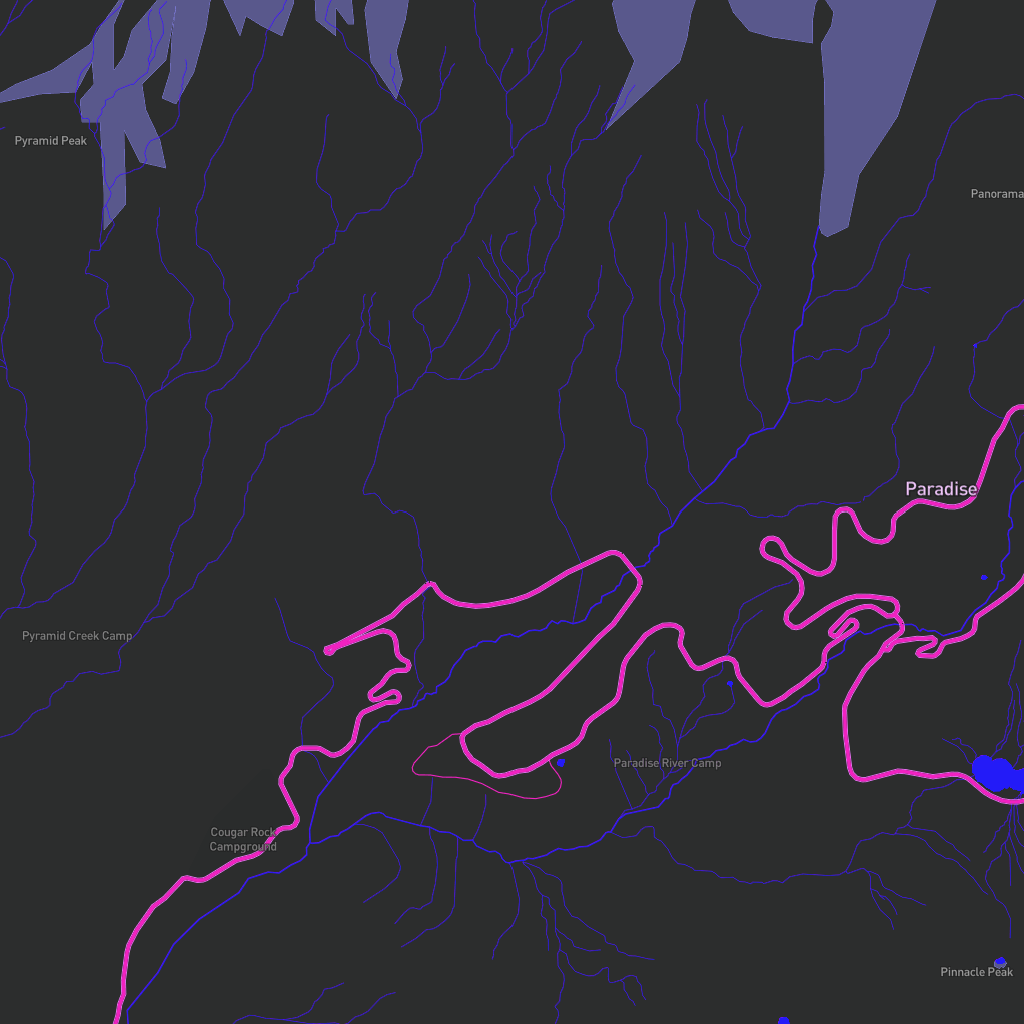 Pyramid Peak
Panorama
Paradise
Pyramid Creek Camp
Paradise River Camp
Cougar Rock
Campground
Pinnacle Peak